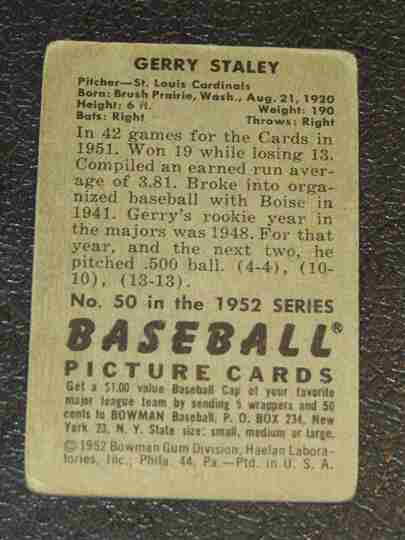 GERRY STALEY
Pitcher—St. Louis Cardinals
Born: Brush Prairie, Wash., Aug. 21, 1920
Height: 6 ft. Weight: 190
Bats: Right Throws: Right
In 42 games for the Cards in
1951. Won 19 while losing 13.
Compiled an earned run aver-
age of 3.81. Broke into orga-
nized baseball with Boise in
1941. Gerry's rookie year in
the majors was 1948. For that
year, and the next two, he
pitched .500 ball. (4-4), (10-
10), (13-13).
No. 50 in the 1952 SERIES
BASEBALL®
PICTURE CARDS
Get a $1.00 value Baseball Cap of your favorite
major league team by sending 5 wrappers and 50
cents to BOWMAN Baseball, P. O. BOX 234, New
York 23, N. Y. State size: small, medium or large.
©1952 Bowman Gum Division, Haelan Labora-
tories, Inc., Phila. 44, Pa.—Ptd. in U. S. A.